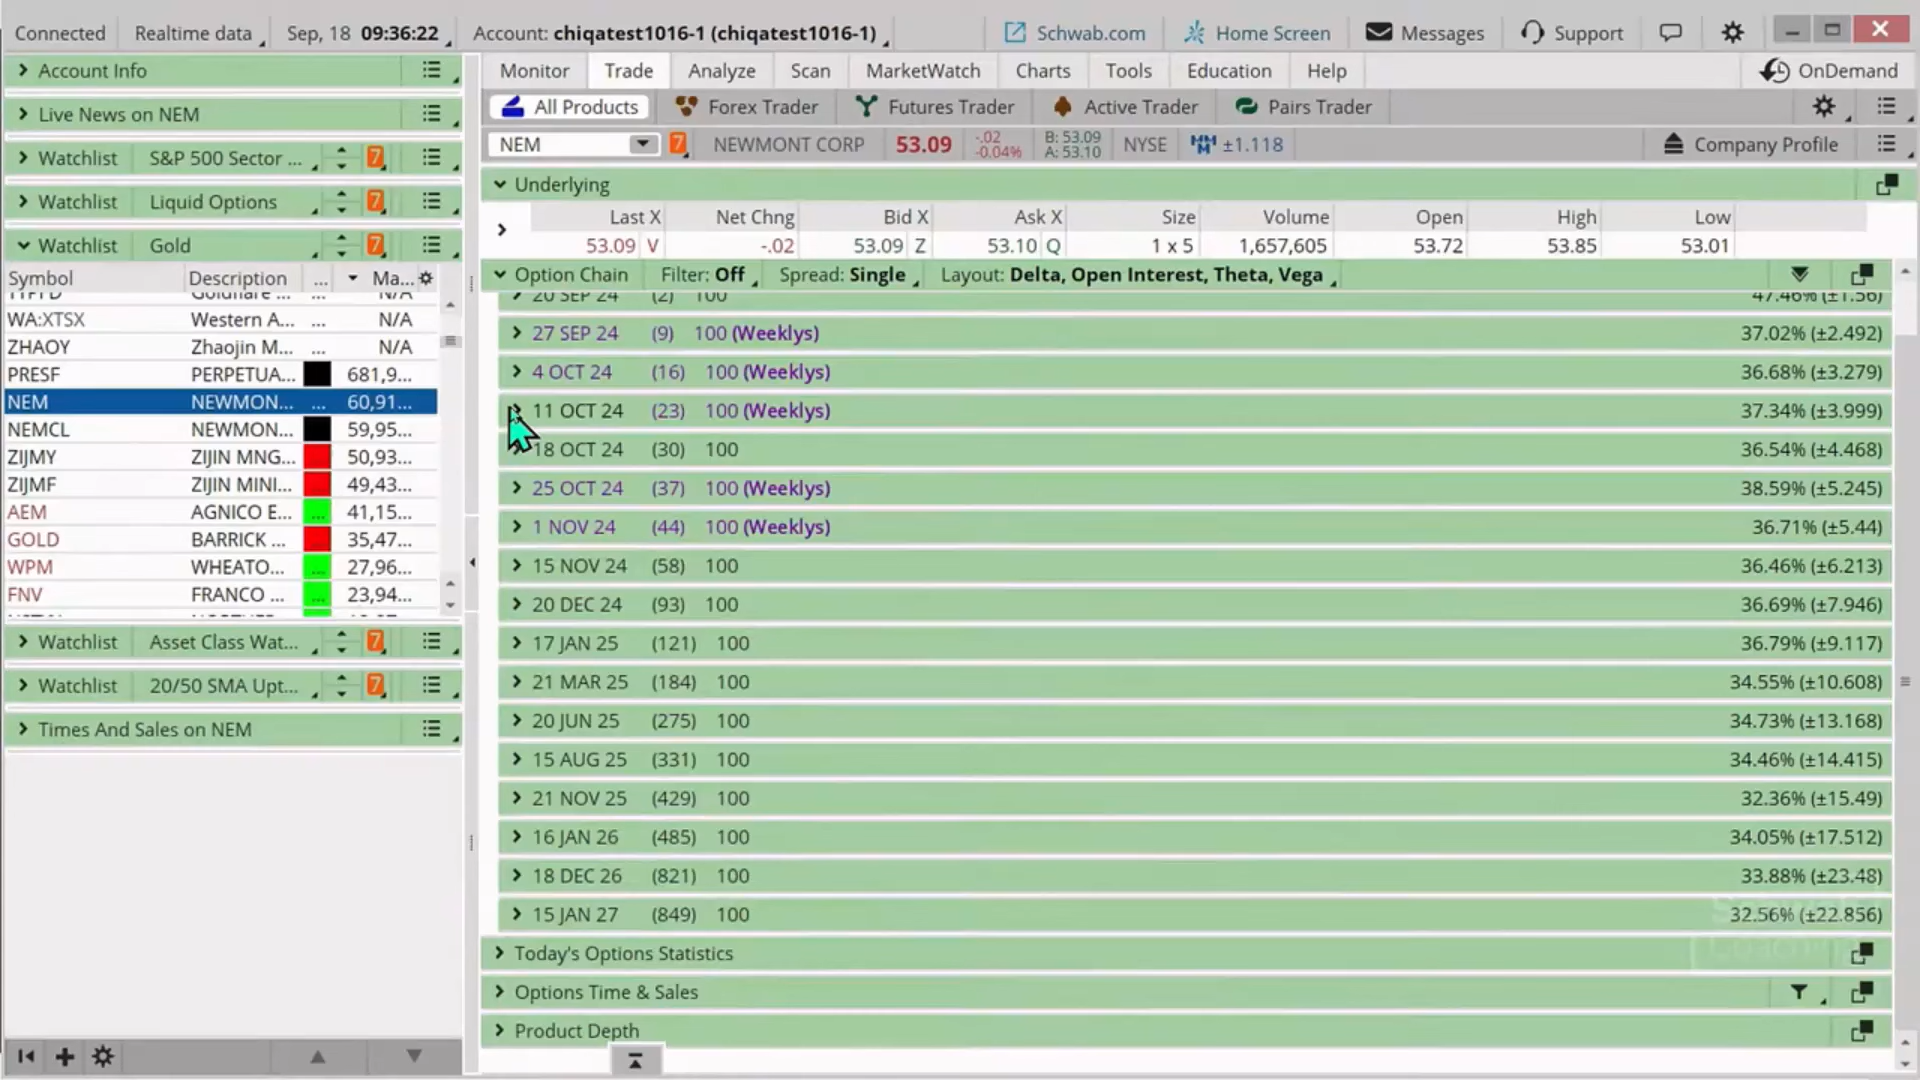 Connected Realtime data Sep, 18 09:36:22 Account: chiqatest1016-1 (chiqatest1016-1) Schwab.com Home Screen Messages Support
Account Info
Live News on NEM
Watchlist S&P 500 Sector ... 7
Watchlist Liquid Options 7
Watchlist Gold 7
Symbol Description ... Ma...
WA:XTSX Western A... ... N/A
ZHAOY Zhaojin M... ... N/A
PRESF PERPETUA... 681,9...
NEM NEWMON... ... 60,91...
NEMCL NEWMON... 59,95...
ZIJMY ZIJIN MNG... 50,93...
ZIJMF ZIJIN MINI... 49,43...
AEM AGNICO E... ... 41,15...
GOLD BARRICK ... 35,47...
WPM WHEATO... ... 27,96...
FNV FRANCO ... ... 23,94...
Watchlist Asset Class Wat... 7
Watchlist 20/50 SMA Upt... 7
Times And Sales on NEM
Monitor Trade Analyze Scan MarketWatch Charts Tools Education Help OnDemand
All Products Forex Trader Futures Trader Active Trader Pairs Trader
NEM 7 NEWMONT CORP 53.09 -.02 -0.04% B: 53.09 A: 53.10 NYSE MMM ±1.118 Company Profile
Underlying
Last X Net Chng Bid X Ask X Size Volume Open High Low
53.09 V -.02 53.09 Z 53.10 Q 1 x 5 1,657,605 53.72 53.85 53.01
Option Chain Filter: Off Spread: Single Layout: Delta, Open Interest, Theta, Vega
20 SEP 24 (2) 100 47.46% (±1.56)
27 SEP 24 (9) 100 (Weeklys) 37.02% (±2.492)
4 OCT 24 (16) 100 (Weeklys) 36.68% (±3.279)
11 OCT 24 (23) 100 (Weeklys) 37.34% (±3.999)
18 OCT 24 (30) 100 36.54% (±4.468)
25 OCT 24 (37) 100 (Weeklys) 38.59% (±5.245)
1 NOV 24 (44) 100 (Weeklys) 36.71% (±5.44)
15 NOV 24 (58) 100 36.46% (±6.213)
20 DEC 24 (93) 100 36.69% (±7.946)
17 JAN 25 (121) 100 36.79% (±9.117)
21 MAR 25 (184) 100 34.55% (±10.608)
20 JUN 25 (275) 100 34.73% (±13.168)
15 AUG 25 (331) 100 34.46% (±14.415)
21 NOV 25 (429) 100 32.36% (±15.49)
16 JAN 26 (485) 100 34.05% (±17.512)
18 DEC 26 (821) 100 33.88% (±23.48)
15 JAN 27 (849) 100 32.56% (±22.856)
Today's Options Statistics
Options Time & Sales
Product Depth